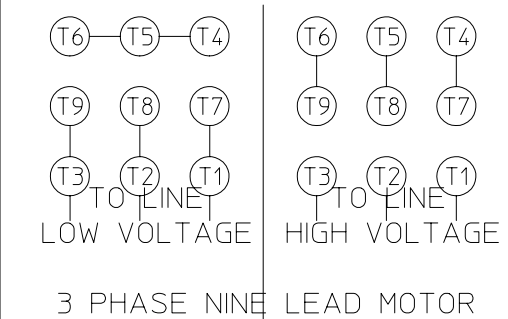 T6 T5 T4 T6 T5 T4
T9 T8 T7 T9 T8 T7
T3 T2 T1 T3 T2 T1
TO LINE TO LINE
LOW VOLTAGE HIGH VOLTAGE
3 PHASE NINE LEAD MOTOR